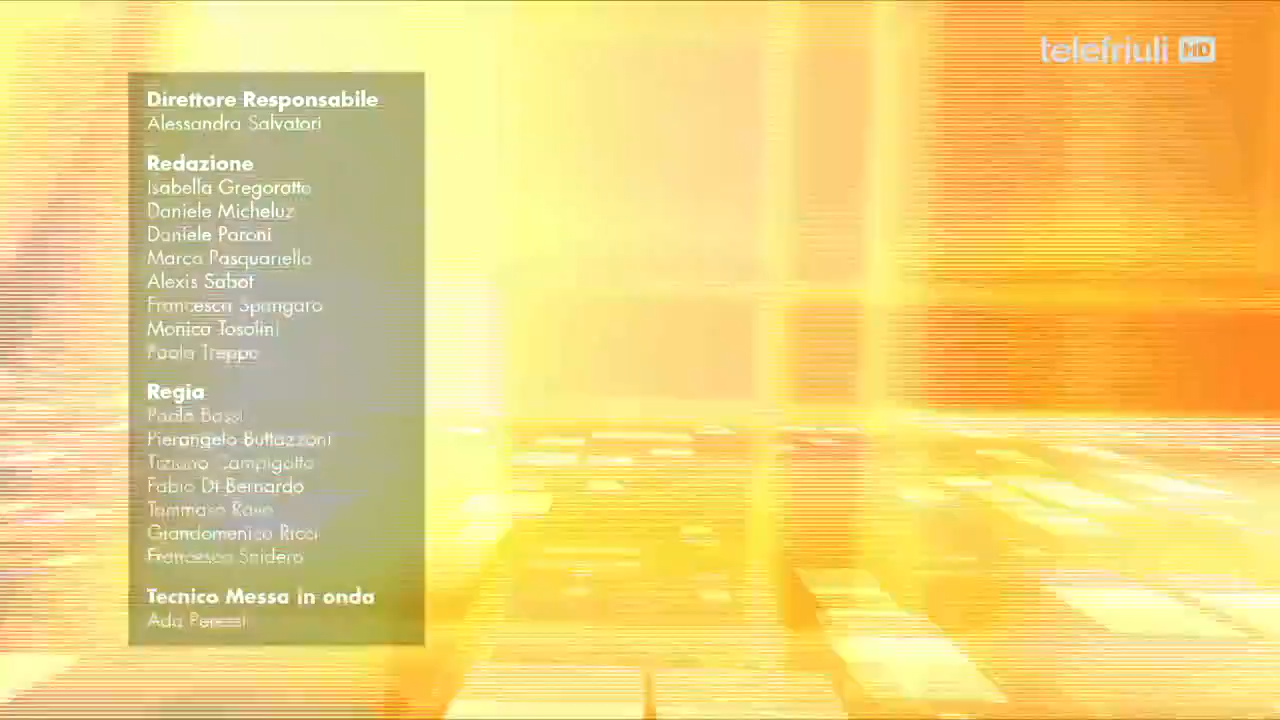 telefriuli HD
Direttore Responsabile
Alessandra Salvatori
Redazione
Isabella Gregoratto
Daniele Micheluz
Daniele Paroni
Marco Pasquariello
Alexis Sabot
Francesca Spangaro
Monica Tosolini
Paola Treppo
Regia
Paolo Bassi
Pierangelo Buttazzoni
Tiziano Campigotto
Fabio Di Bernardo
Tommaso
Giandomenico Ricci
Francesco Snidero
Tecnico Messa in onda
Ada Peressi